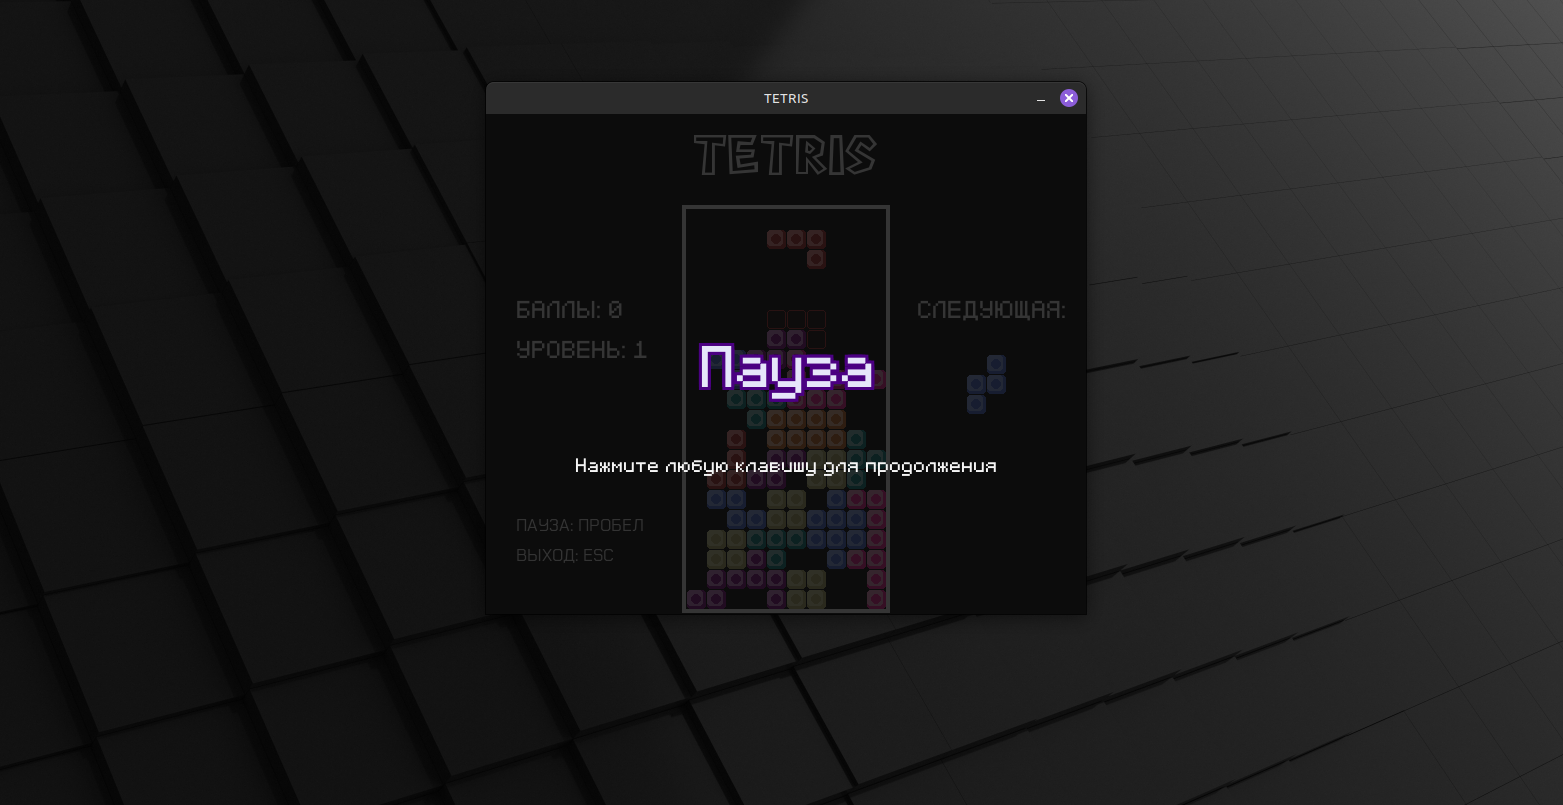 TETRIS
TETRIS
БАЛЛЫ: 0
СЛЕДУЮЩАЯ:
УРОВЕНЬ: 1
Пауза
Нажмите любую клавишу для продолжения
ПАУЗА: ПРОБЕЛ
ВЫХОД: ESC